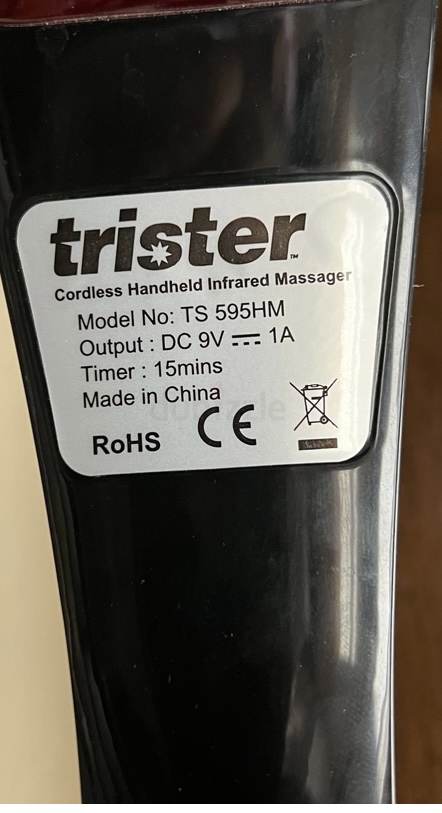 trister™
Cordless Handheld Infrared Massager
Model No: TS 595HM
Output : DC 9V ⎓ 1A
Timer : 15mins
Made in China
RoHS CE